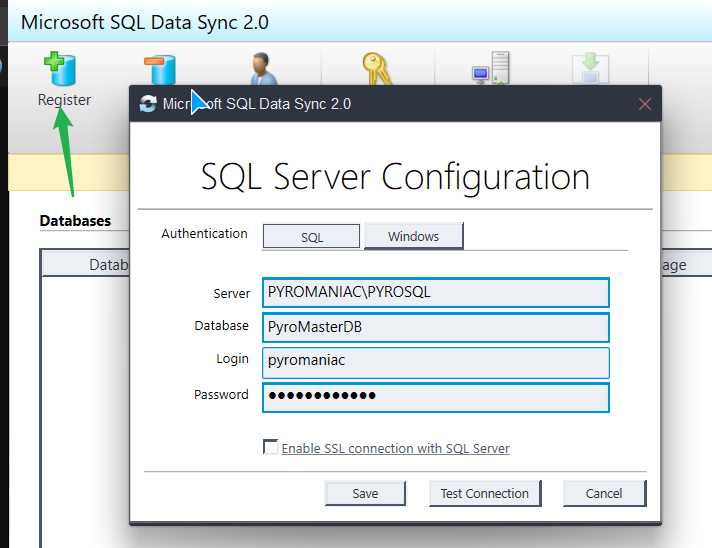 Microsoft SQL Data Sync 2.0
Register
Microsoft SQL Data Sync 2.0
SQL Server Configuration
Authentication SQL Windows
Server PYROMANIAC\PYROSQL
Database PyroMasterDB
Login pyromaniac
Password ●●●●●●●●●●●●
Enable SSL connection with SQL Server
Save Test Connection Cancel
Databases